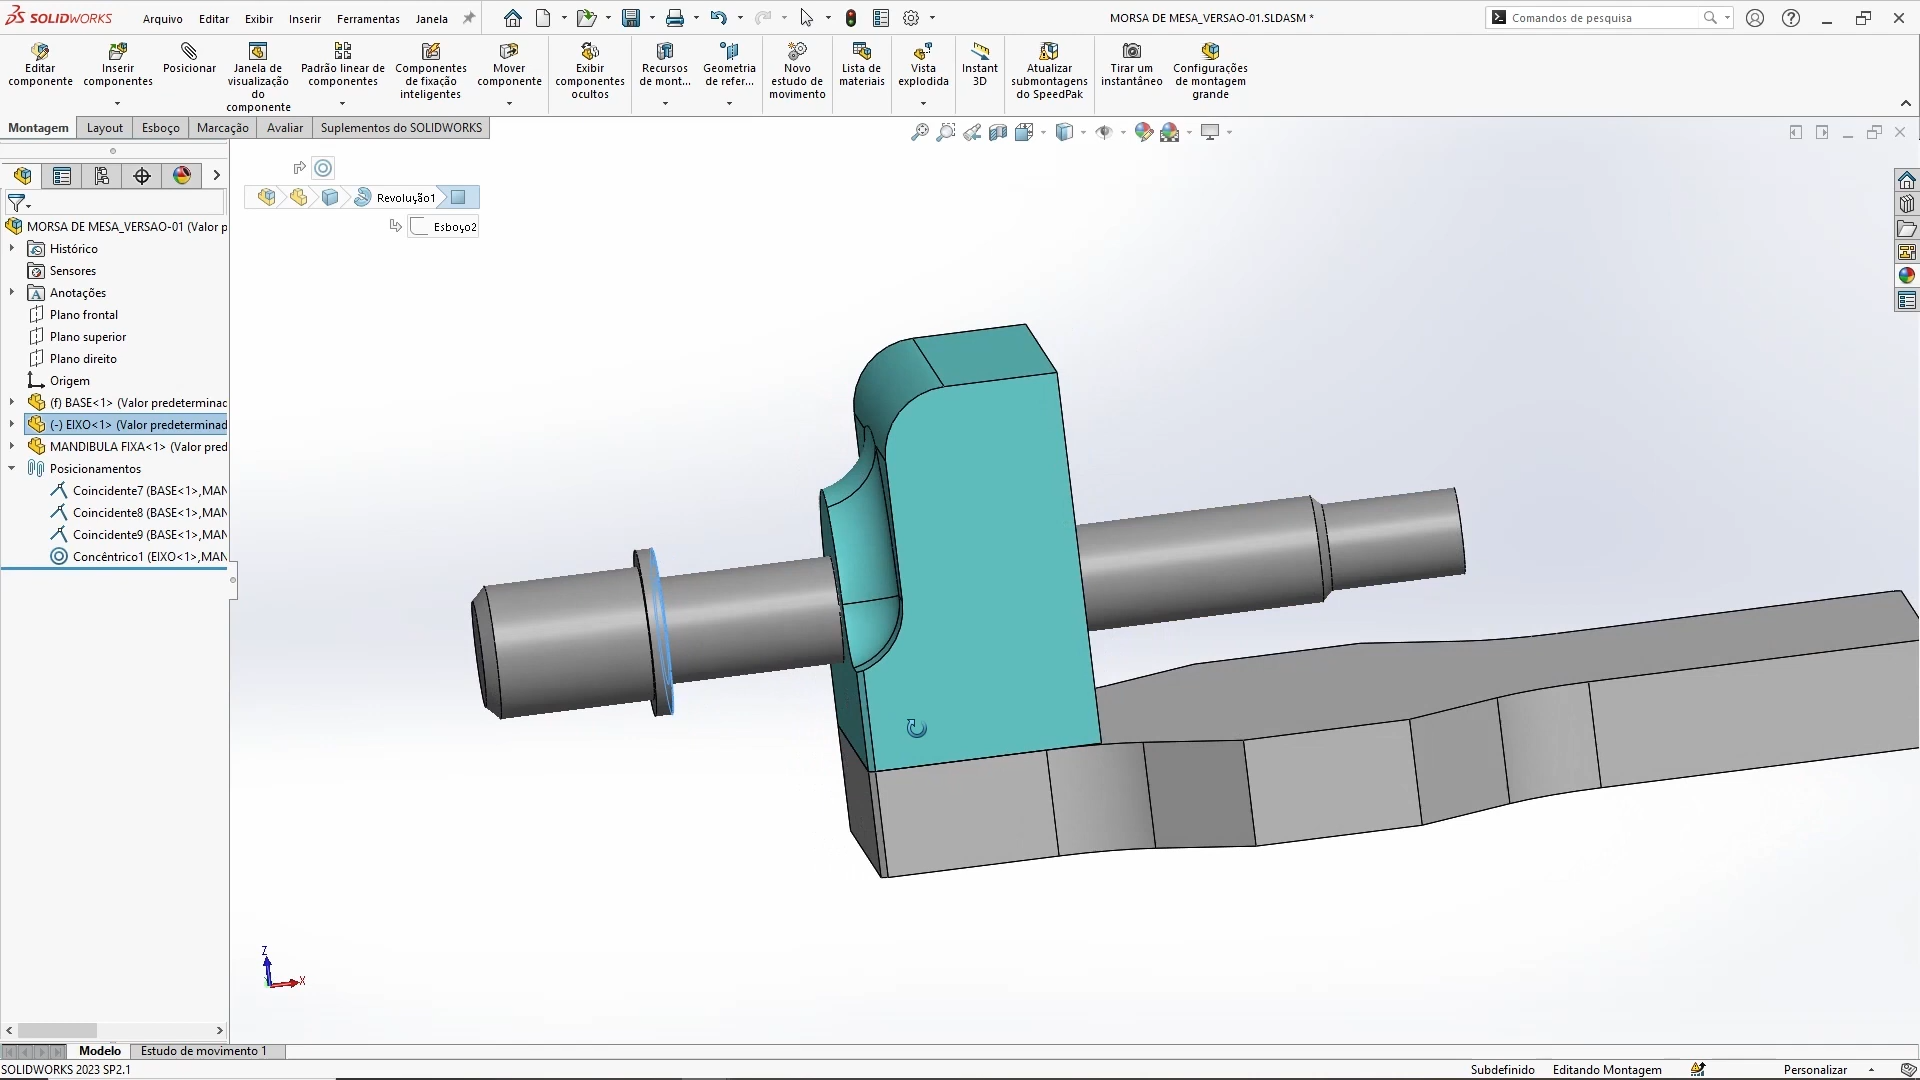 SOLIDWORKS Arquivo Editar Exibir Inserir Ferramentas Janela MORSA DE MESA_VERSAO-01.SLDASM * Comandos de pesquisa
Editar componente
Inserir componentes
Posicionar
Janela de visualização do componente
Padrão linear de componentes
Componentes de fixação inteligentes
Mover componente
Exibir componentes ocultos
Recursos de mont...
Geometria de refer...
Novo estudo de movimento
Lista de materiais
Vista explodida
Instant 3D
Atualizar submontagens do SpeedPak
Tirar um instantâneo
Configurações de montagem grande
Montagem Layout Esboço Marcação Avaliar Suplementos do SOLIDWORKS
Revolução1
Esboço2
MORSA DE MESA_VERSAO-01 (Valor p
Histórico
Sensores
Anotações
Plano frontal
Plano superior
Plano direito
Origem
(f) BASE<1> (Valor predeterminad
(-) EIXO<1> (Valor predeterminad
MANDIBULA FIXA<1> (Valor pred
Posicionamentos
Coincidente7 (BASE<1>,MAN
Coincidente8 (BASE<1>,MAN
Coincidente9 (BASE<1>,MAN
Concêntrico1 (EIXO<1>,MAN
Z
X
Modelo Estudo de movimento 1
SOLIDWORKS 2023 SP2.1 Subdefinido Editando Montagem Personalizar